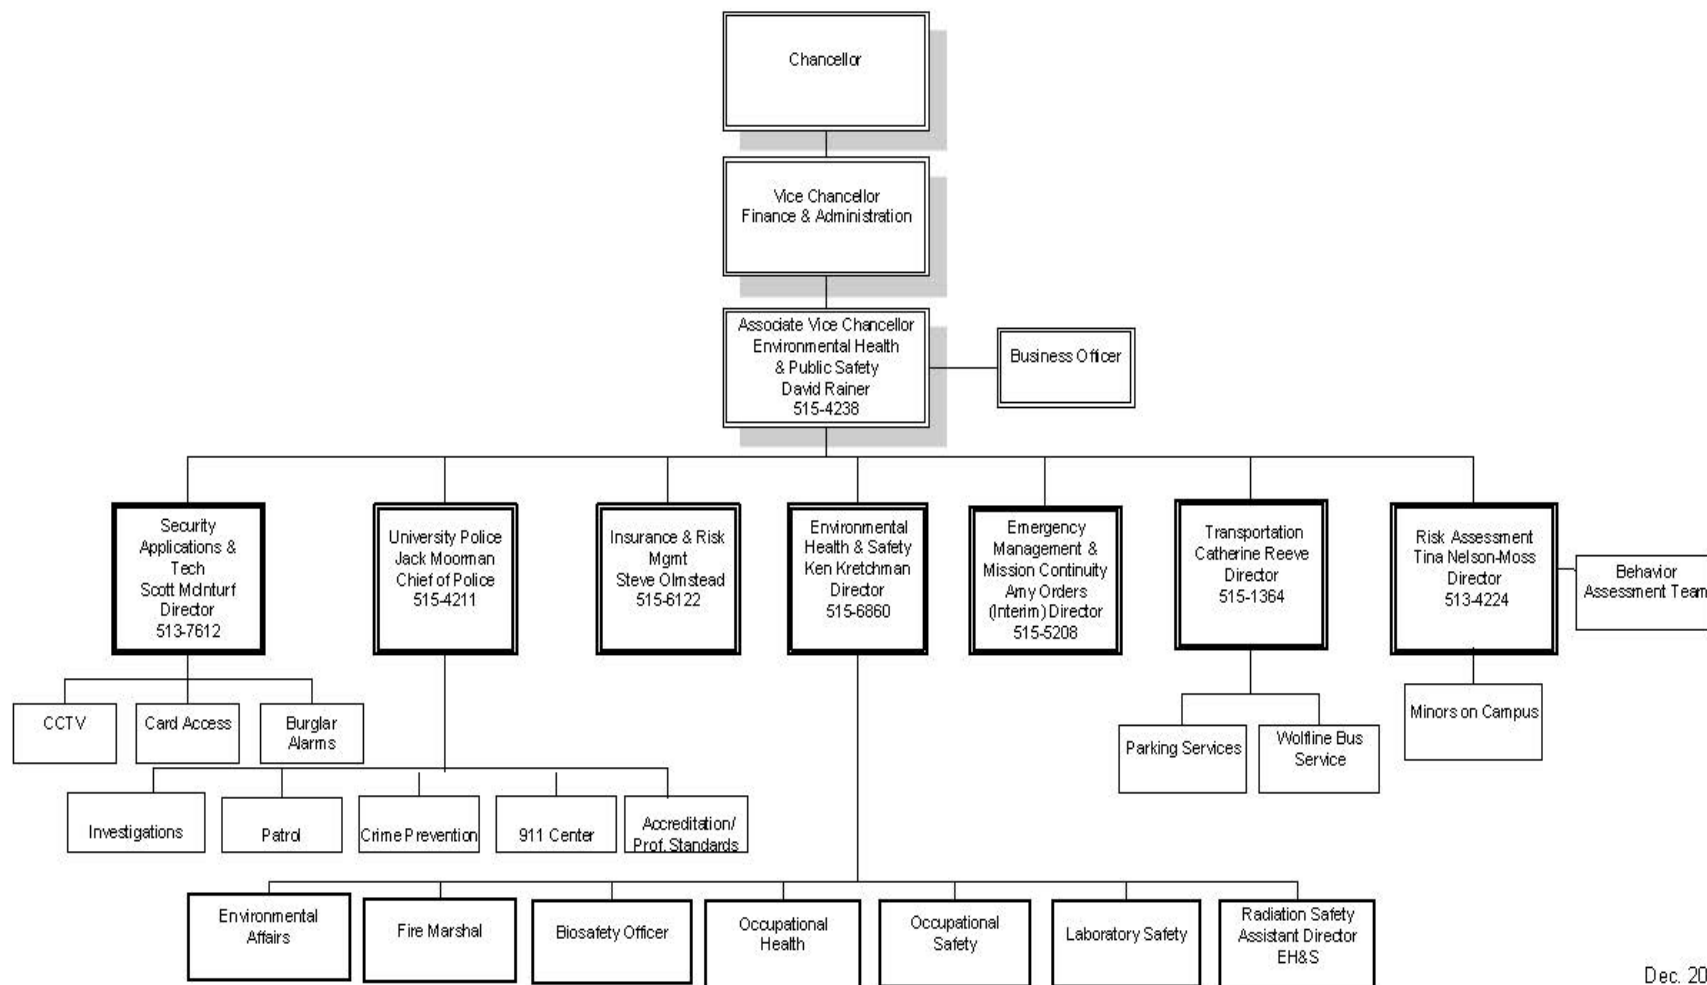 Chancellor
Vice Chancellor
Finance & Administration
Associate Vice Chancellor
Environmental Health
& Public Safety
David Rainer
515-4238
Business Officer
Security
Applications &
Tech
Scott McInturf
Director
513-7612
University Police
Jack Moorman
Chief of Police
515-4211
Insurance & Risk
Mgmt
Steve Olmstead
515-6122
Environmental
Health & Safety
Ken Kretchman
Director
515-6860
Emergency
Management &
Mission Continuity
Amy Orders
(Interim) Director
515-5208
Transportation
Catherine Reeve
Director
515-1364
Risk Assessment
Tina Nelson-Moss
Director
513-4224
Behavior
Assessment Team
CCTV
Card Access
Burglar
Alarms
Parking Services
Wolfline Bus
Service
Minors on Campus
Investigations
Patrol
Crime Prevention
911 Center
Accreditation/
Prof. Standards
Environmental
Affairs
Fire Marshal
Biosafety Officer
Occupational
Health
Occupational
Safety
Laboratory Safety
Radiation Safety
Assistant Director
EH&S
Dec. 20